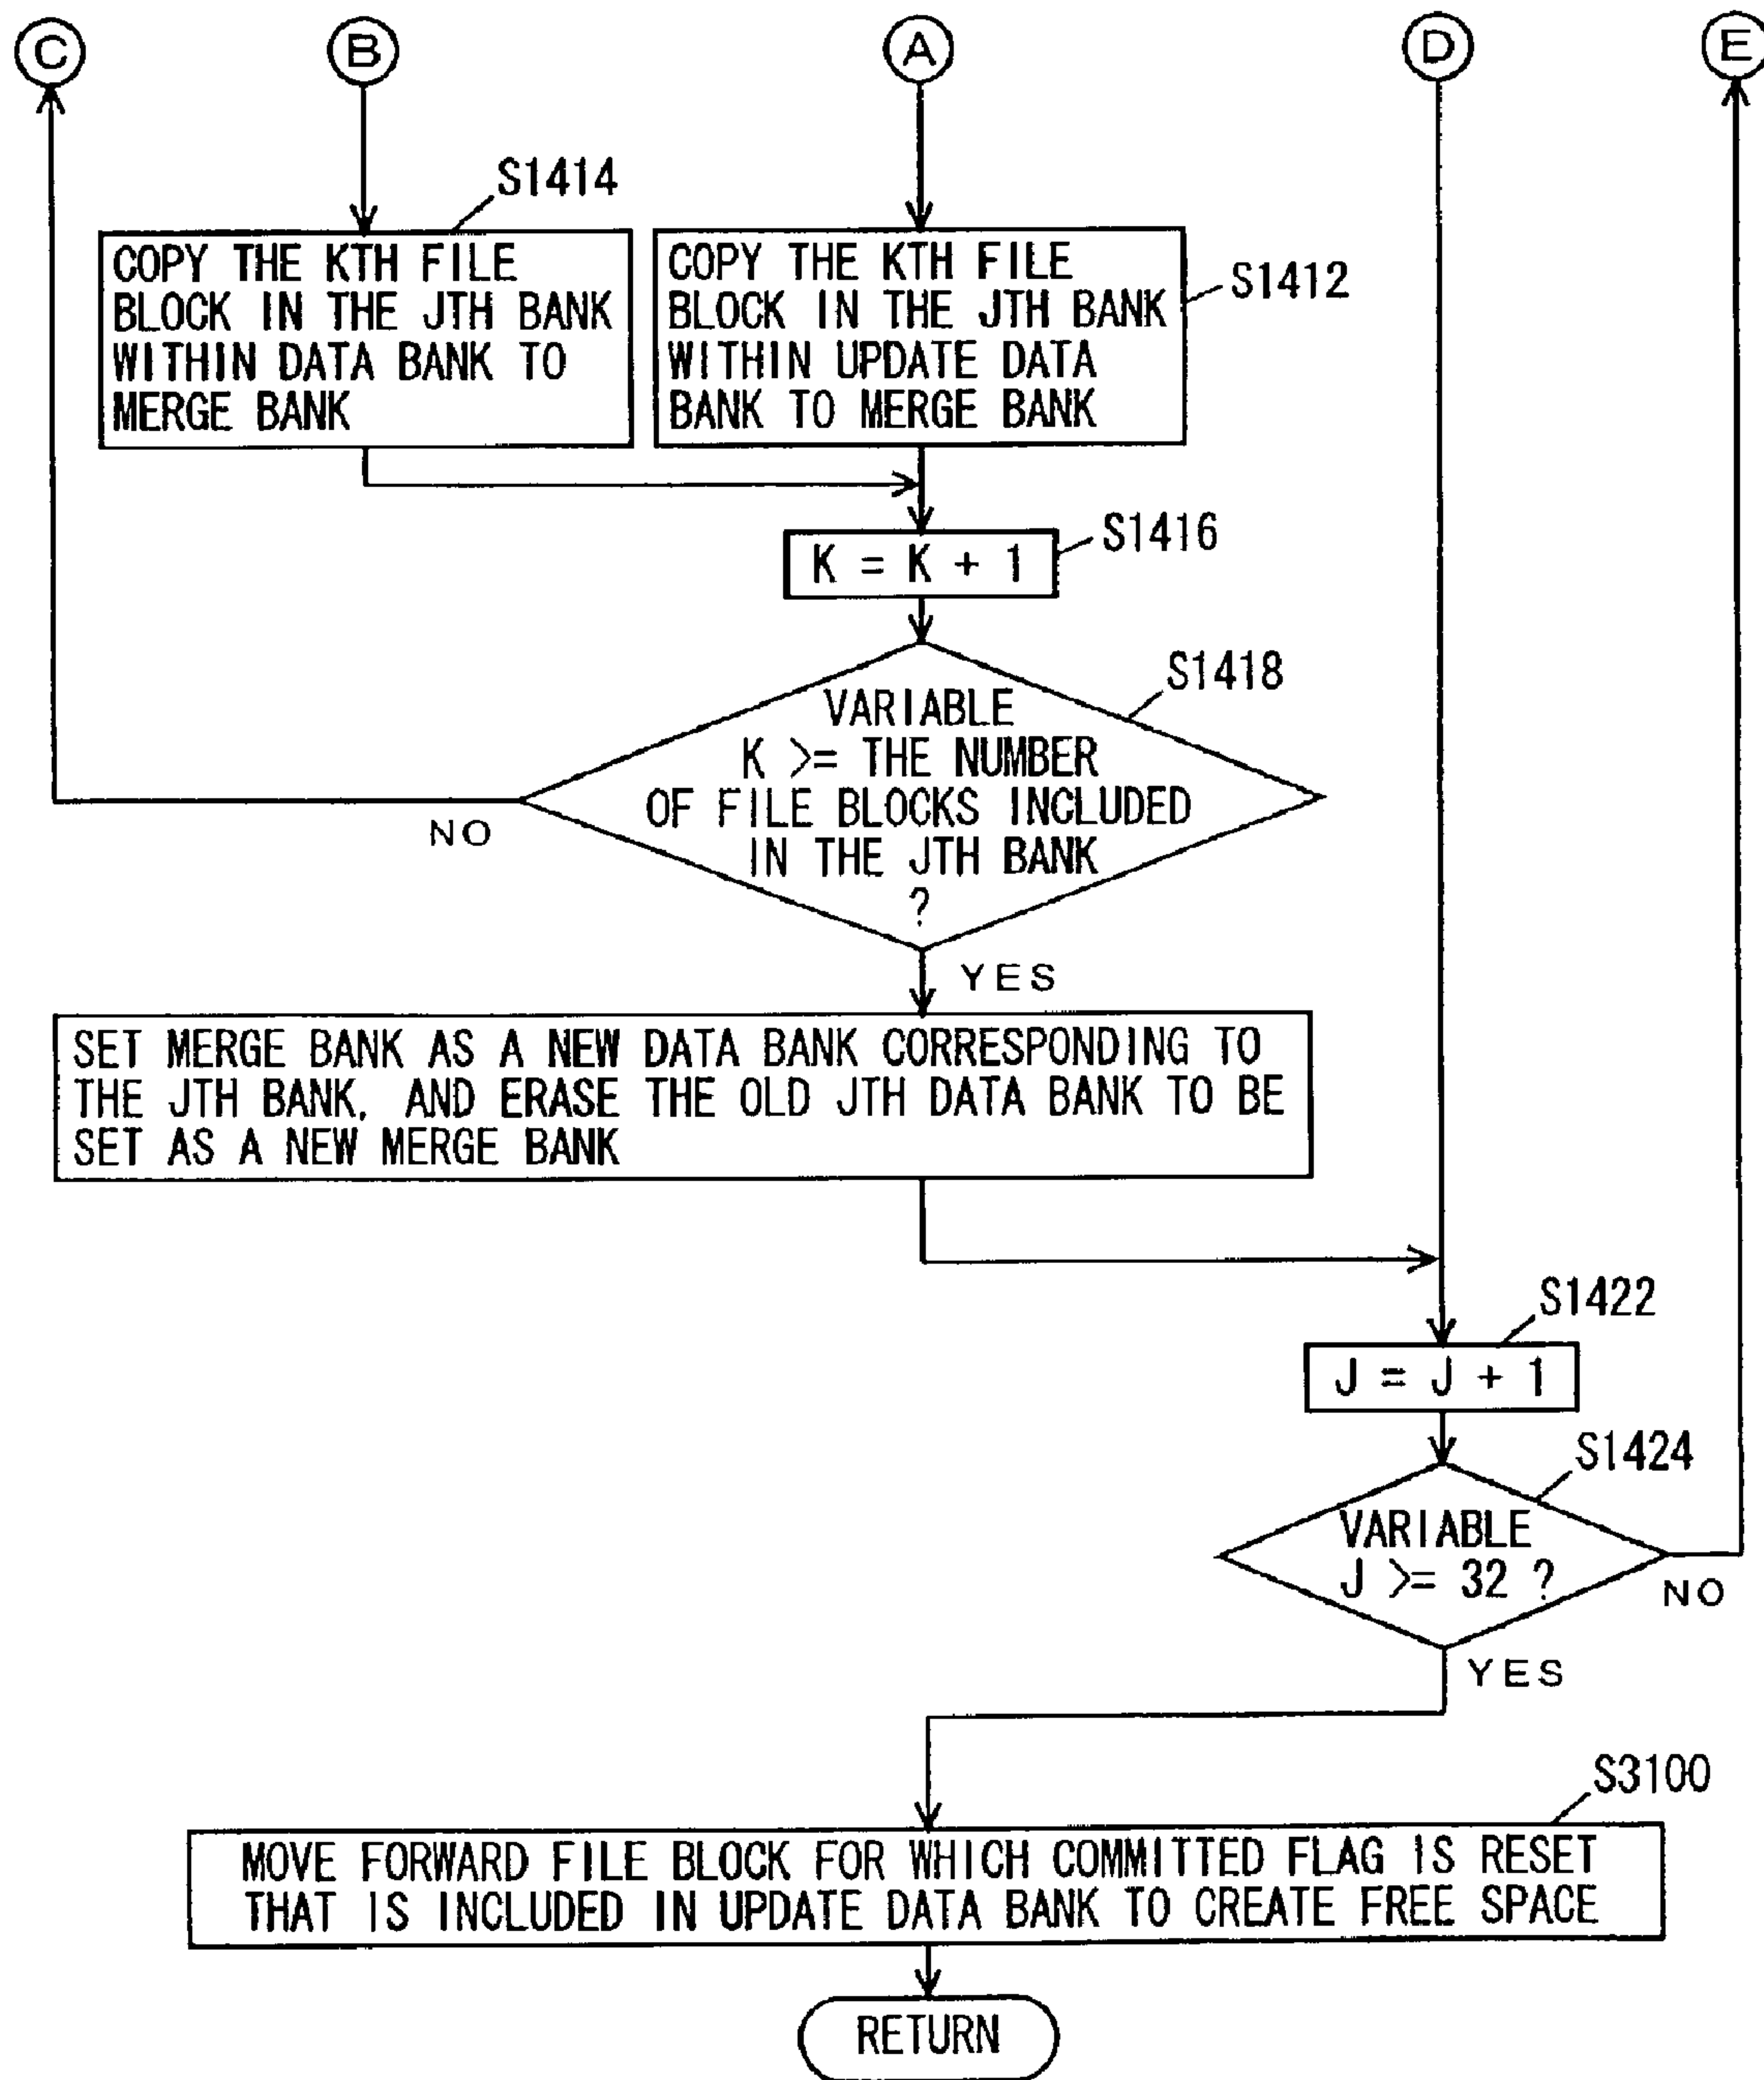 C
B
A
D
E
S1414
COPY THE KTH FILE
BLOCK IN THE JTH BANK
WITHIN DATA BANK TO
MERGE BANK
COPY THE KTH FILE
BLOCK IN THE JTH BANK
WITHIN UPDATE DATA
BANK TO MERGE BANK
S1412
K = K + 1
S1416
S1418
VARIABLE
K >= THE NUMBER
OF FILE BLOCKS INCLUDED
IN THE JTH BANK
?
NO
YES
SET MERGE BANK AS A NEW DATA BANK CORRESPONDING TO
THE JTH BANK, AND ERASE THE OLD JTH DATA BANK TO BE
SET AS A NEW MERGE BANK
S1422
J = J + 1
S1424
VARIABLE
J >= 32 ?
NO
YES
S3100
MOVE FORWARD FILE BLOCK FOR WHICH COMMITTED FLAG IS RESET
THAT IS INCLUDED IN UPDATE DATA BANK TO CREATE FREE SPACE
RETURN